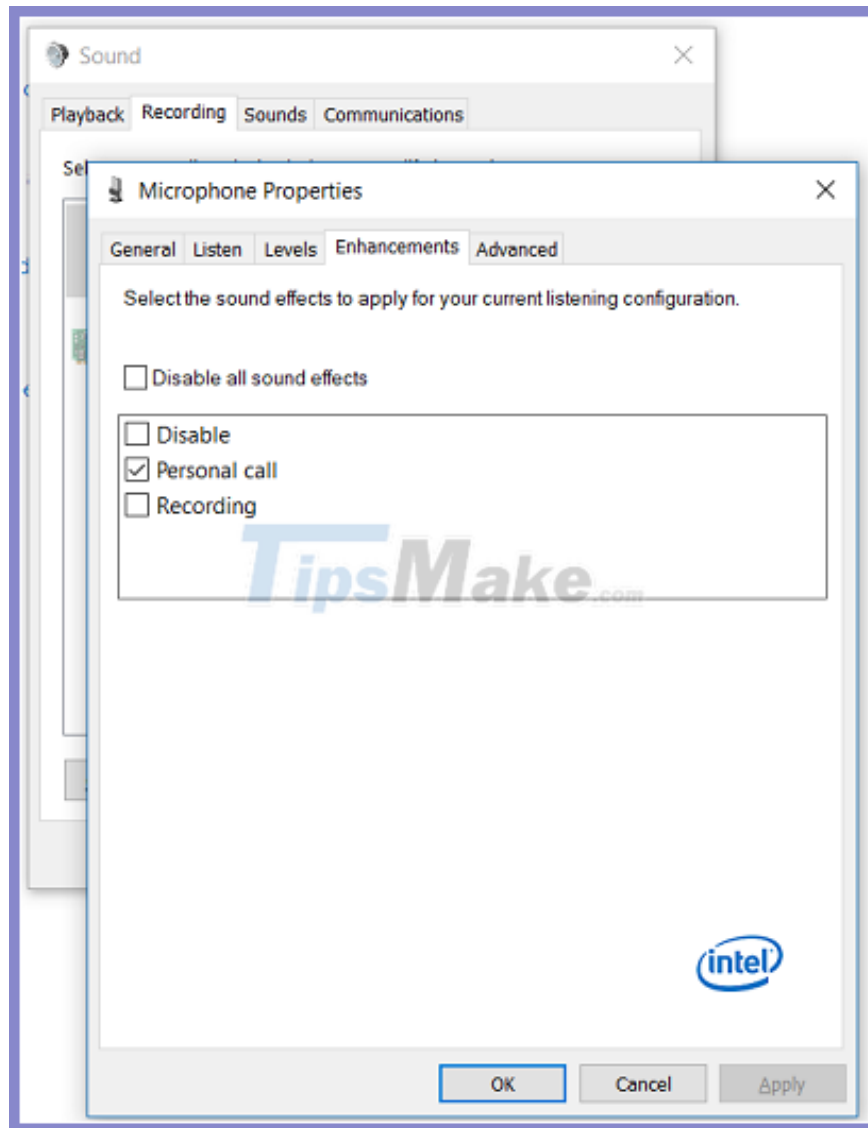 Sound
Playback Recording Sounds Communications
Sel
Microphone Properties
General Listen Levels Enhancements Advanced
Select the sound effects to apply for your current listening configuration.
Disable all sound effects
Disable
Personal call
Recording
TipsMake.com
intel
OK Cancel Apply